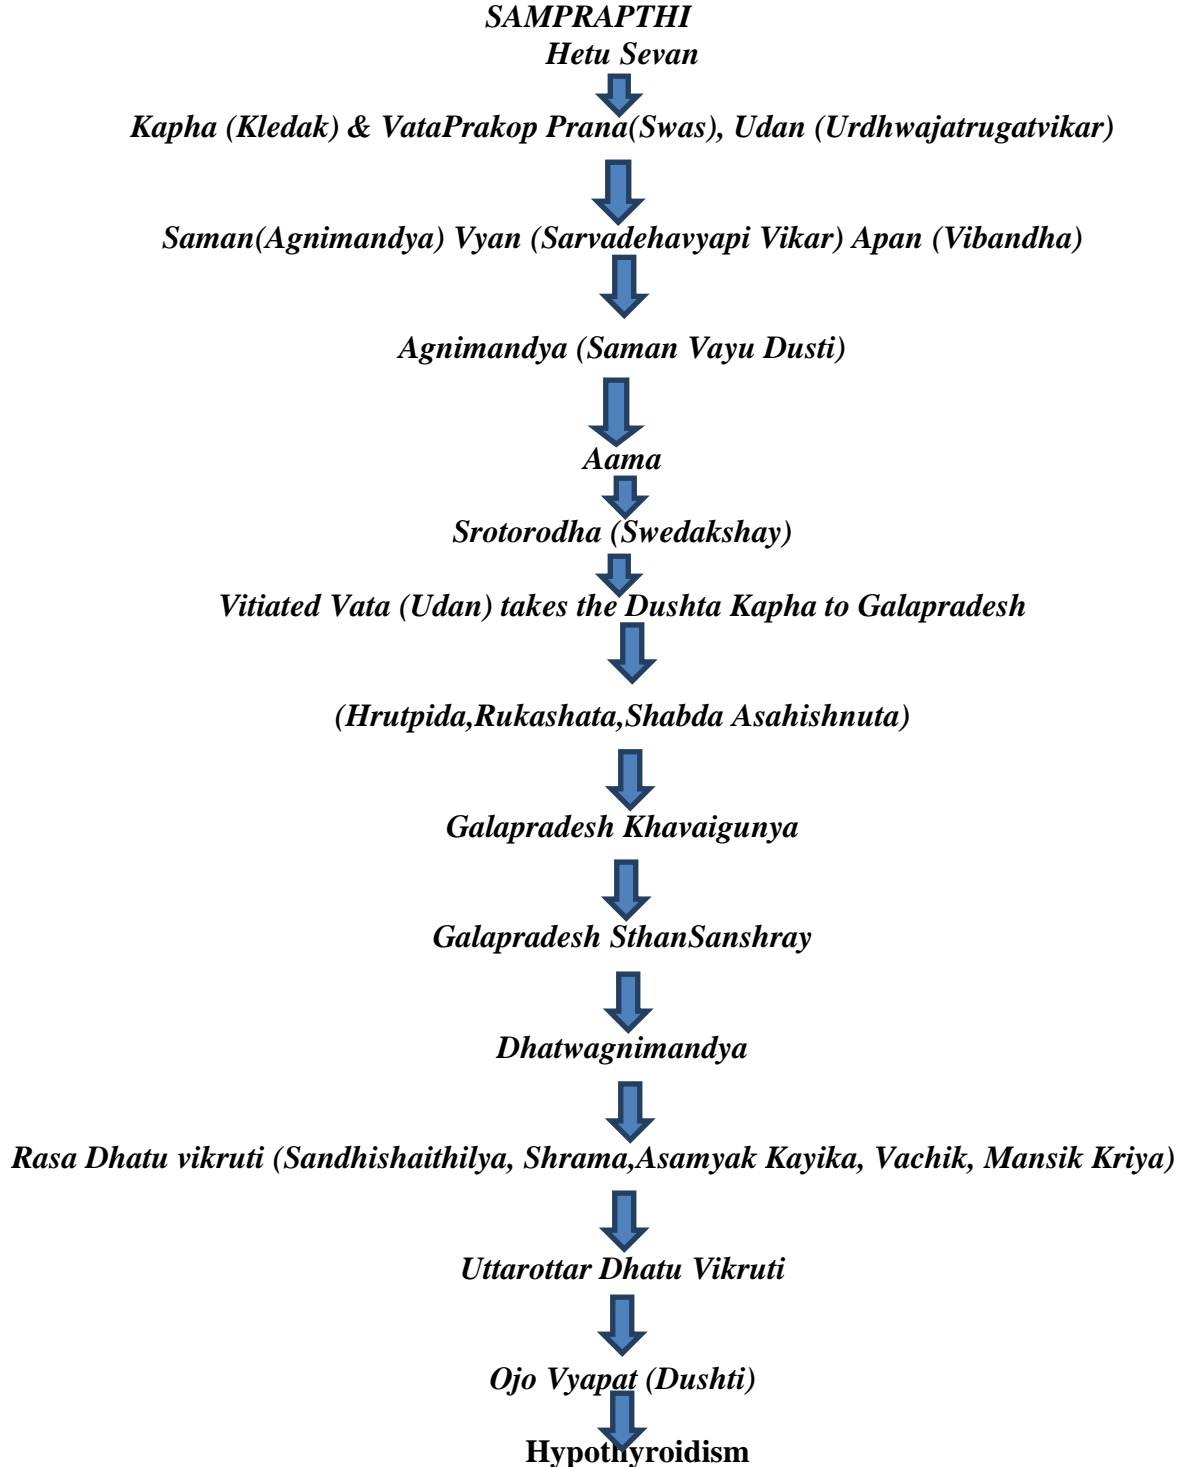 SAMPRAPTHI
Hetu Sevan
Kapha (Kledak) & VataPrakop Prana(Swas), Udan (Urdhwajatrugatvikar)
Saman(Agnimandya) Vyan (Sarvadehavyapi Vikar) Apan (Vibandha)
Agnimandya (Saman Vayu Dusti)
Aama
Srotorodha (Swedakshay)
Vitiated Vata (Udan) takes the Dushta Kapha to Galapradesh
(Hrutpida,Rukashata,Shabda Asahishnuta)
Galapradesh Khavaigunya
Galapradesh SthanSanshray
Dhatwagnimandya
Rasa Dhatu vikruti (Sandhishaithilya, Shrama,Asamyak Kayika, Vachik, Mansik Kriya)
Uttarottar Dhatu Vikruti
Ojo Vyapat (Dushti)
Hypothyroidism